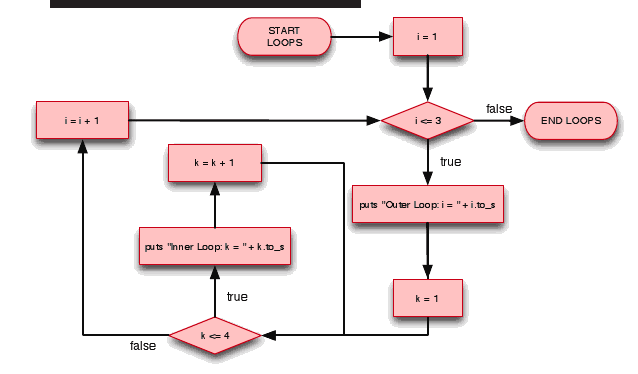 START
LOOPS
i = 1
i = i + 1
i <= 3
false
END LOOPS
true
k = k + 1
puts "Outer Loop: i = " + i.to_s
puts "Inner Loop: k = " + k.to_s
true
k = 1
k <= 4
false